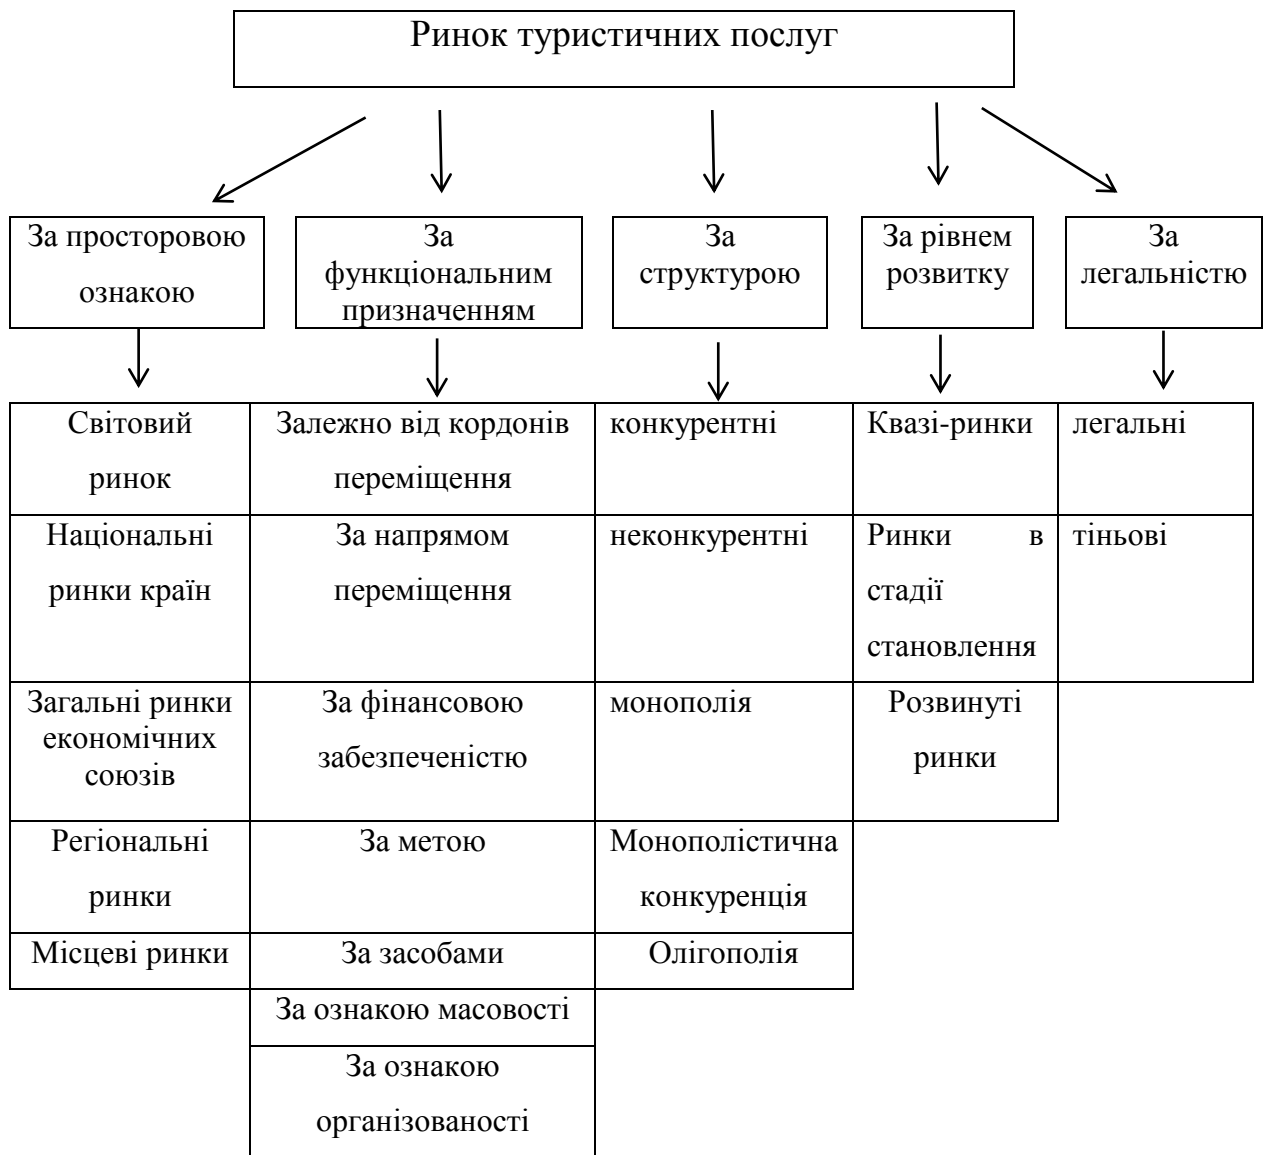 Ринок туристичних послуг
За просторовою
ознакою
За
функціональним
призначенням
За
структурою
За рівнем
розвитку
За
легальністю
Світовий
ринок
Залежно від кордонів
переміщення
конкурентні
Квазі-ринки
легальні
Національні
ринки країн
За напрямом
переміщення
неконкурентні
Ринки в
стадії
становлення
тіньові
Загальні ринки
економічних
союзів
За фінансовою
забезпеченістю
монополія
Розвинуті
ринки
Регіональні
ринки
За метою
Монополістична
конкуренція
Місцеві ринки
За засобами
Олігополія
За ознакою масовості
За ознакою
організованості